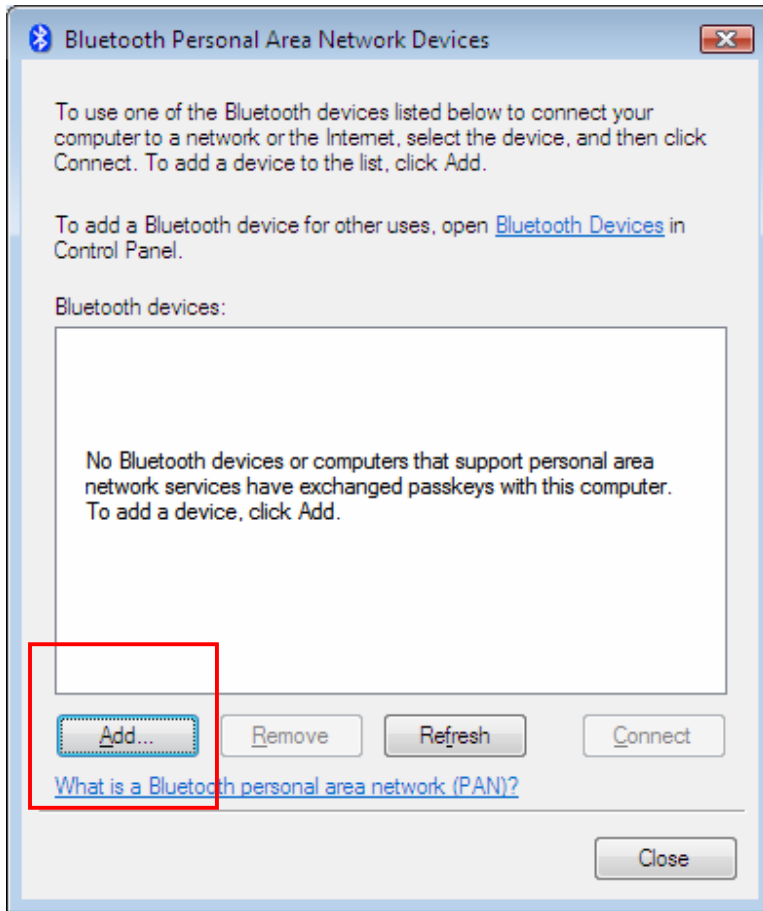 Bluetooth Personal Area Network Devices
To use one of the Bluetooth devices listed below to connect your
computer to a network or the Internet, select the device, and then click
Connect. To add a device to the list, click Add.
To add a Bluetooth device for other uses, open Bluetooth Devices in
Control Panel.
Bluetooth devices:
No Bluetooth devices or computers that support personal area
network services have exchanged passkeys with this computer.
To add a device, click Add.
Add... Remove Refresh Connect
What is a Bluetooth personal area network (PAN)?
Close